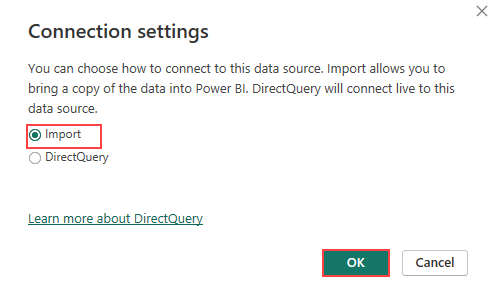 Connection settings
You can choose how to connect to this data source. Import allows you to
bring a copy of the data into Power BI. DirectQuery will connect live to this
data source.
Import
DirectQuery
Learn more about DirectQuery
OK
Cancel